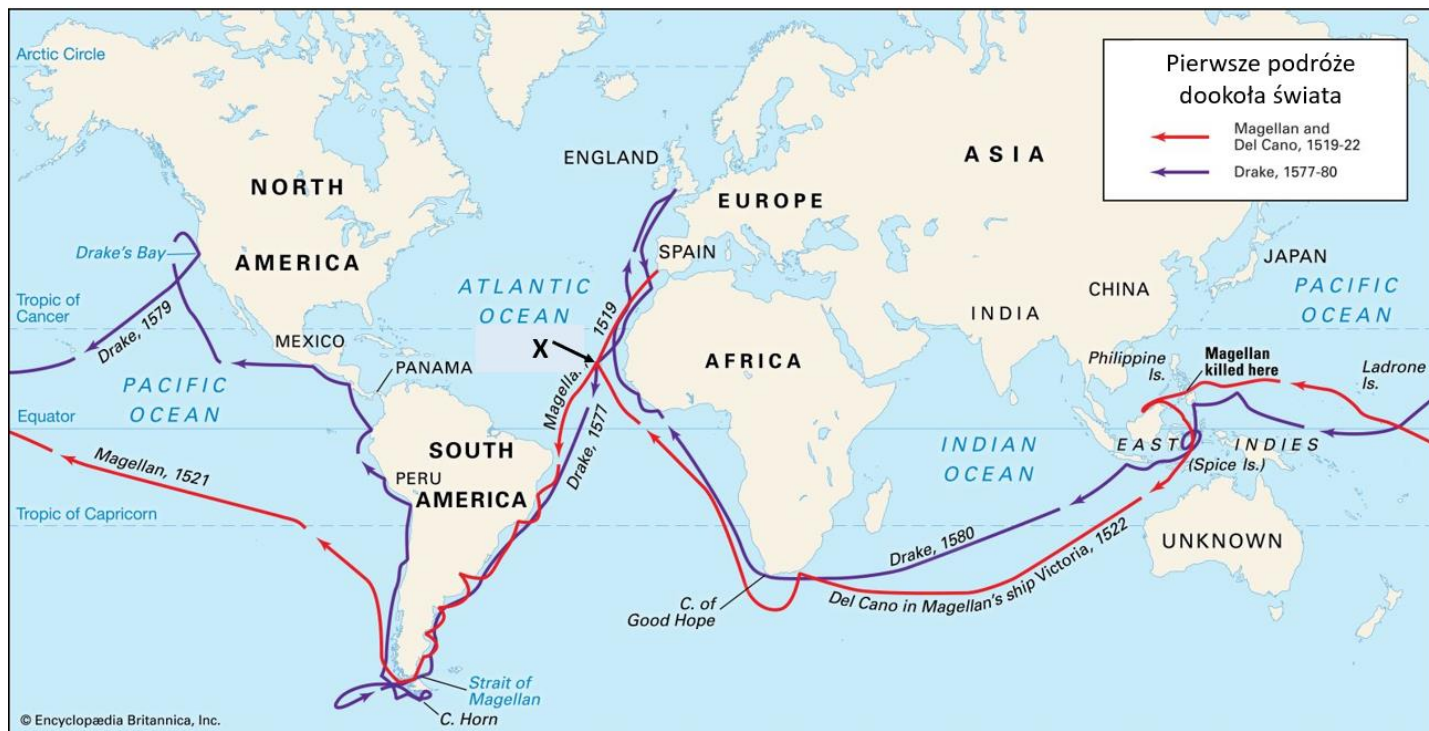 Arctic Circle
Pierwsze podróże
dookoła świata
Magellan and
Del Cano, 1519-22
Drake, 1577-80
ENGLAND
ASIA
NORTH
AMERICA
EUROPE
Drake's Bay
SPAIN
JAPAN
ATLANTIC
OCEAN
CHINA
PACIFIC
OCEAN
Tropic of
Cancer
Drake, 1579
MEXICO
1519
INDIA
X
AFRICA
Philippine
Is.
Magellan
killed here
Ladrone
Is.
PANAMA
PACIFIC
OCEAN
Magella.
Drake, 1577
Equator
SOUTH
AMERICA
INDIAN
OCEAN
EAST INDIES
(Spice Is.)
Magellan, 1521
PERU
Tropic of Capricorn
Drake, 1580
Del Cano in Magellan's ship Victoria, 1522
UNKNOWN
C. of
Good Hope
Strait of
Magellan
C. Horn
© Encyclopædia Britannica, Inc.